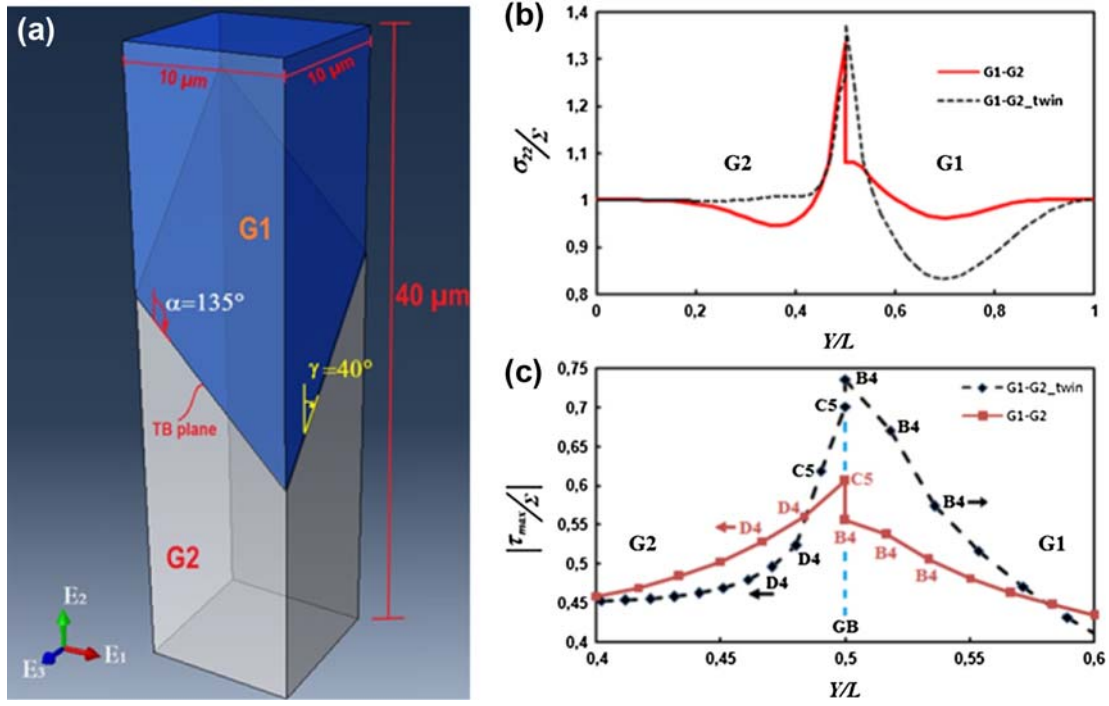 (a)
10 μm
10 μm
G1
40 μm
α=135°
γ=40°
TB plane
G2
E2
E1
E3
(b)
σ22/Σ
1,4
1,3
1,2
1,1
1
0,9
0,8
G2
G1
G1-G2
G1-G2_twin
0
0,2
0,4
0,6
0,8
1
Y/L
(c)
|τmax/Σ|
0,75
0,7
0,65
0,6
0,55
0,5
0,45
0,4
G1-G2_twin
G1-G2
B4
C5
B4
C5
C5
D4
B4
D4
D4
B4
G2
B4
B4
G1
D4
GB
0,4
0,45
0,5
0,55
0,6
Y/L